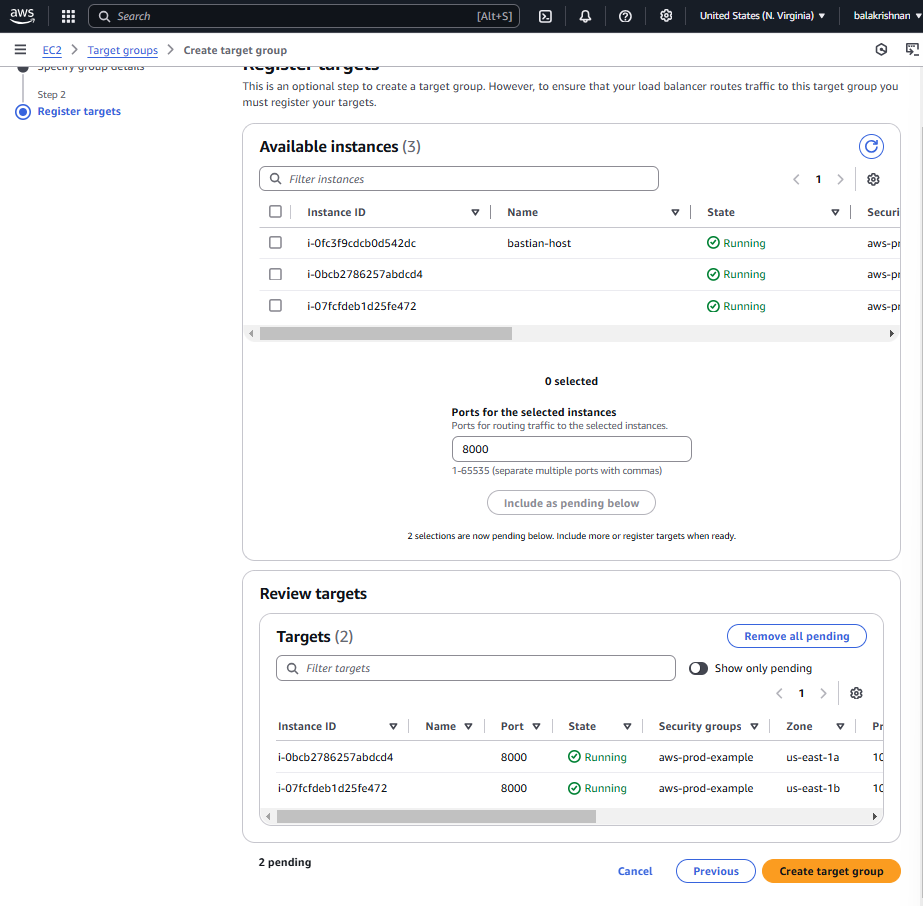 aws Search [Alt+S] United States (N. Virginia) balakrishnan
EC2 Target groups Create target group
Specify group details
Step 2
Register targets
Register targets
This is an optional step to create a target group. However, to ensure that your load balancer routes traffic to this target group you
must register your targets.
Available instances (3)
Filter instances
1
Instance ID Name State Securi
i-0fc3f9cdcb0d542dc bastian-host Running aws-pr
i-0bcb2786257abdcd4 Running aws-pr
i-07fcfdeb1d25fe472 Running aws-pr
0 selected
Ports for the selected instances
Ports for routing traffic to the selected instances.
8000
1-65535 (separate multiple ports with commas)
Include as pending below
2 selections are now pending below. Include more or register targets when ready.
Review targets
Targets (2) Remove all pending
Filter targets Show only pending
1
Instance ID Name Port State Security groups Zone Pr
i-0bcb2786257abdcd4 8000 Running aws-prod-example us-east-1a 10
i-07fcfdeb1d25fe472 8000 Running aws-prod-example us-east-1b 10
2 pending
Cancel Previous Create target group